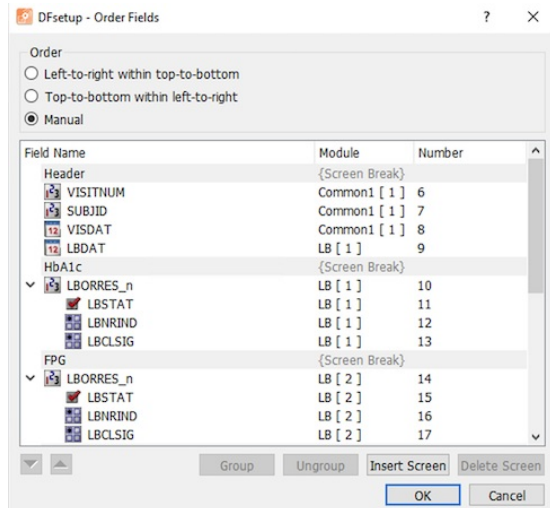 DFsetup - Order Fields ?
Order
Left-to-right within top-to-bottom
Top-to-bottom within left-to-right
Manual
Field Name Module Number
Header {Screen Break}
VISITNUM Common1 [ 1 ] 6
SUBJID Common1 [ 1 ] 7
12 VISDAT Common1 [ 1 ] 8
12 LBDAT LB [ 1 ] 9
HbA1c {Screen Break}
LBORRES_n LB [ 1 ] 10
LBSTAT LB [ 1 ] 11
LBNRIND LB [ 1 ] 12
LBCLSIG LB [ 1 ] 13
FPG {Screen Break}
LBORRES_n LB [ 2 ] 14
LBSTAT LB [ 2 ] 15
LBNRIND LB [ 2 ] 16
LBCLSIG LB [ 2 ] 17
Group Ungroup Insert Screen Delete Screen
OK Cancel